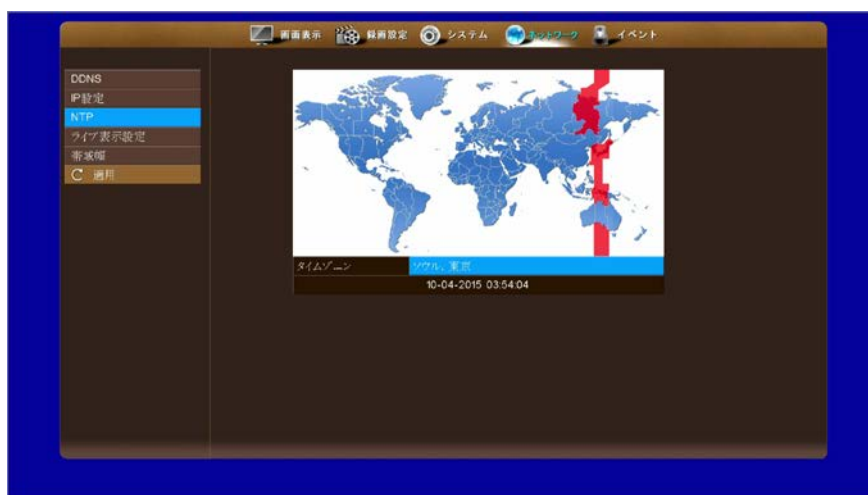 画面表示 録画設定 システム ネットワーク イベント
DDNS
IP設定
NTP
ライブ表示設定
帯域幅
適用
タイムゾーン ソウル、東京
10-04-2015 03:54:04